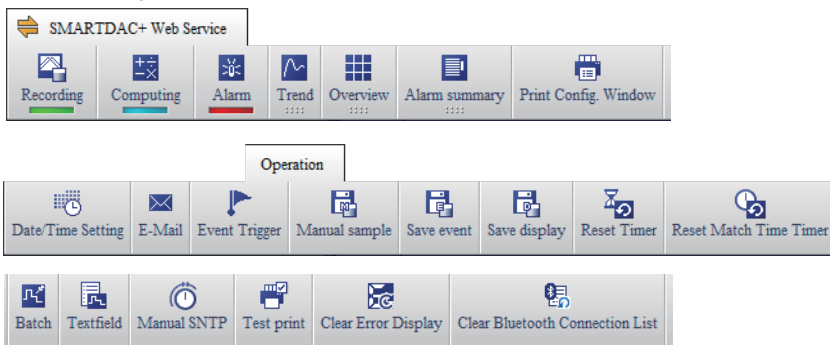 SMARTDAC+ Web Service
Recording Computing Alarm Trend Overview Alarm summary Print Config. Window
Operation
Date/Time Setting E-Mail Event Trigger Manual sample Save event Save display Reset Timer Reset Match Time Timer
Batch Textfield Manual SNTP Test print Clear Error Display Clear Bluetooth Connection List